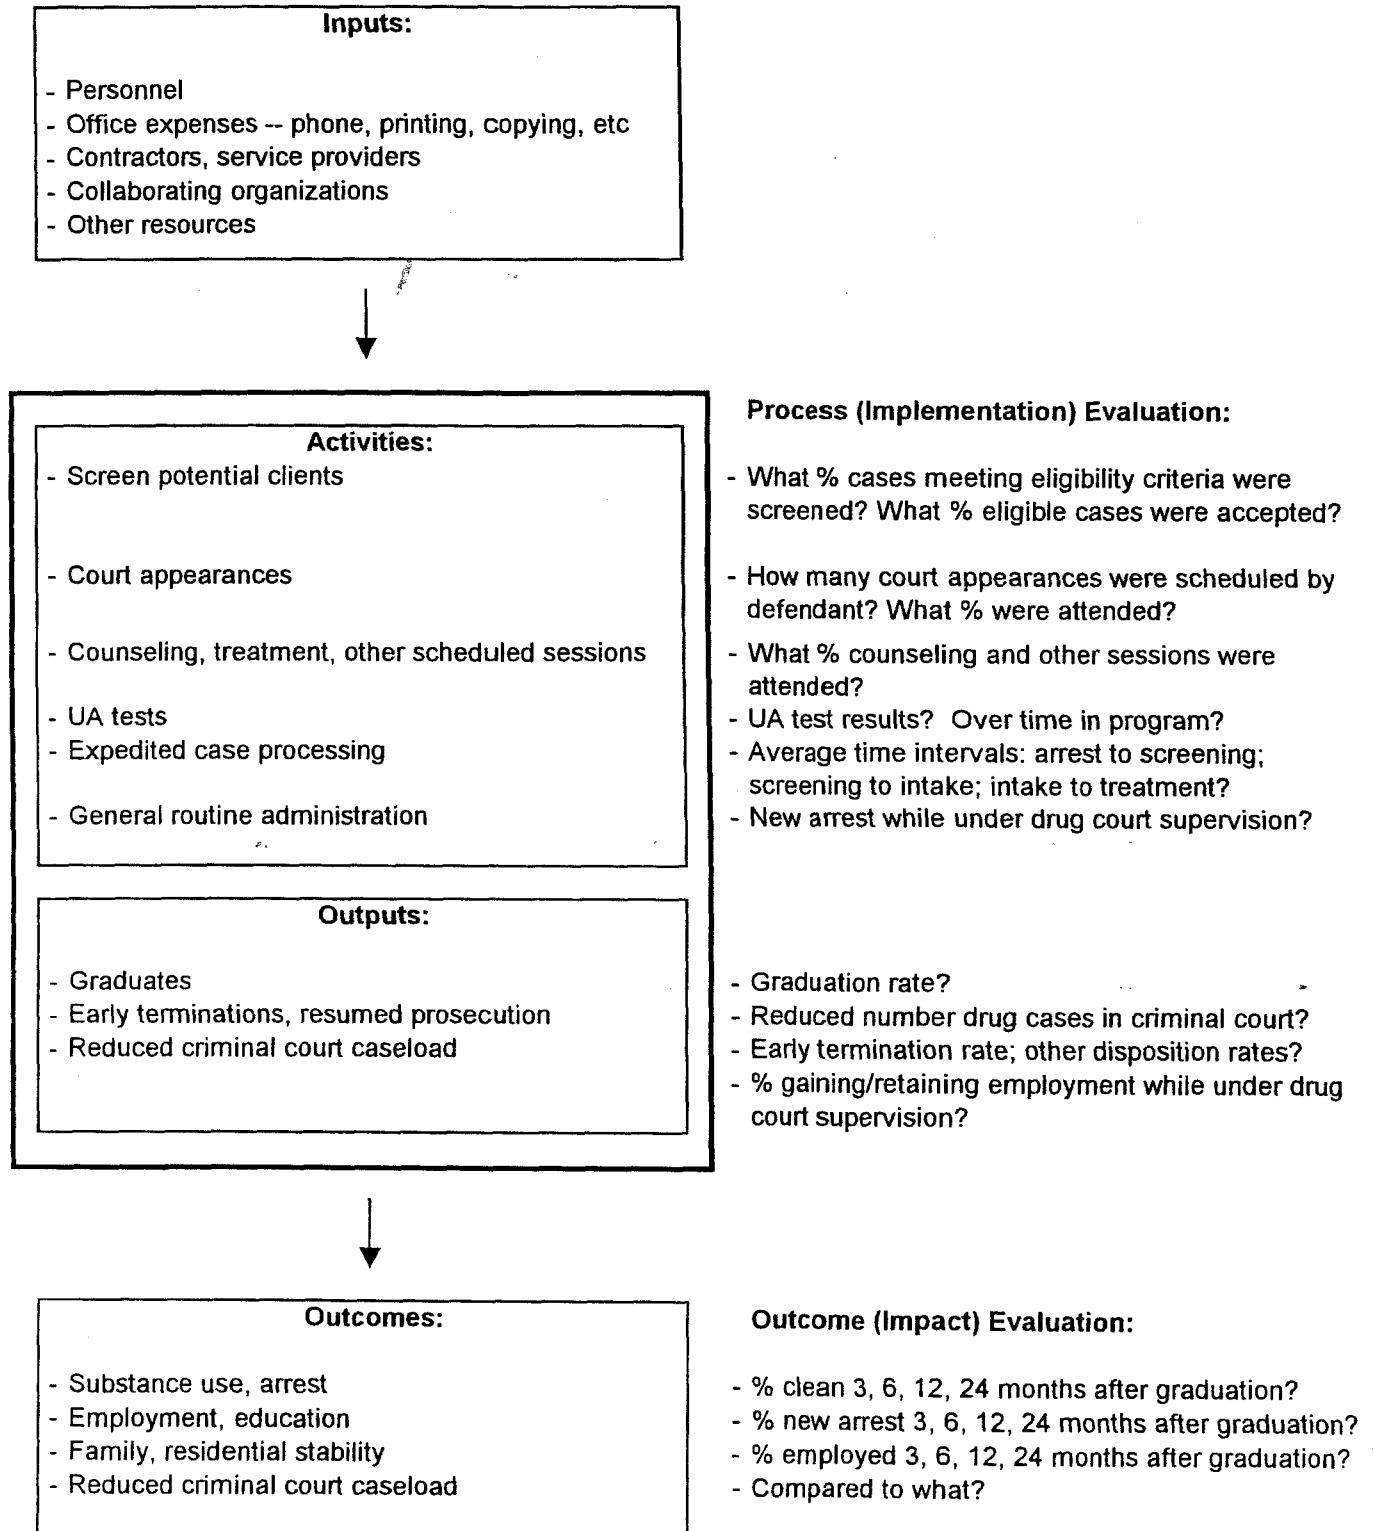 Inputs:
- Personnel
- Office expenses -- phone, printing, copying, etc
- Contractors, service providers
- Collaborating organizations
- Other resources
Activities:
- Screen potential clients
- Court appearances
- Counseling, treatment, other scheduled sessions
- UA tests
- Expedited case processing
- General routine administration
Process (Implementation) Evaluation:
- What % cases meeting eligibility criteria were
screened? What % eligible cases were accepted?
- How many court appearances were scheduled by
defendant? What % were attended?
- What % counseling and other sessions were
attended?
- UA test results? Over time in program?
- Average time intervals: arrest to screening;
screening to intake; intake to treatment?
- New arrest while under drug court supervision?
Outputs:
- Graduates
- Early terminations, resumed prosecution
- Reduced criminal court caseload
- Graduation rate?
- Reduced number drug cases in criminal court?
- Early termination rate; other disposition rates?
- % gaining/retaining employment while under drug
court supervision?
Outcomes:
- Substance use, arrest
- Employment, education
- Family, residential stability
- Reduced criminal court caseload
Outcome (Impact) Evaluation:
- % clean 3, 6, 12, 24 months after graduation?
- % new arrest 3, 6, 12, 24 months after graduation?
- % employed 3, 6, 12, 24 months after graduation?
- Compared to what?